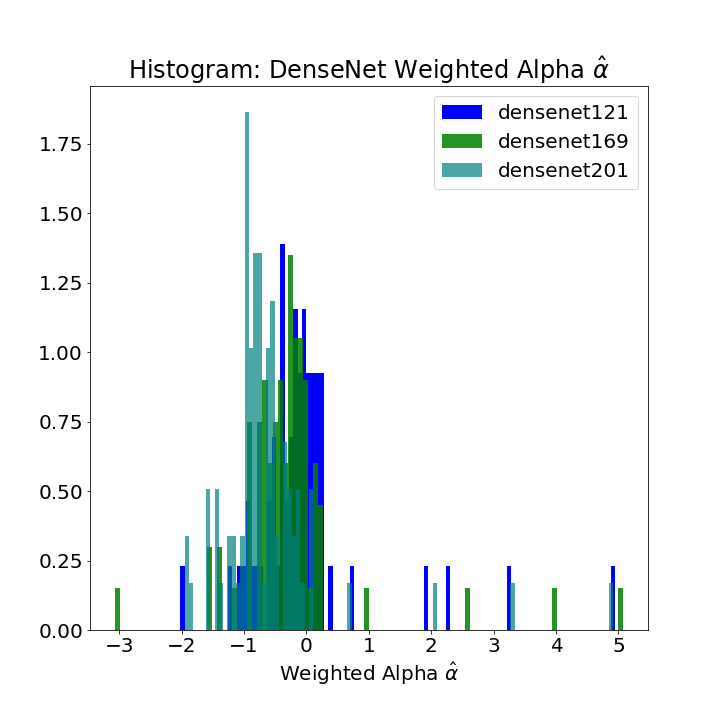 Histogram: DenseNet Weighted Alpha α̂
densenet121
densenet169
densenet201
1.75
1.50
1.25
1.00
0.75
0.50
0.25
0.00
−3 −2 −1 0 1 2 3 4 5
Weighted Alpha α̂